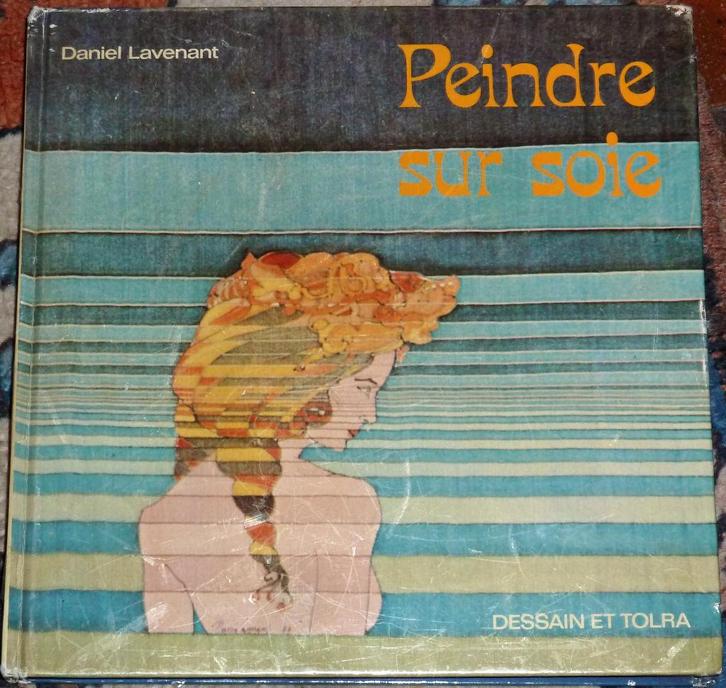 Daniel Lavenant
Peindre
sur soie
DESSAIN ET TOLRA